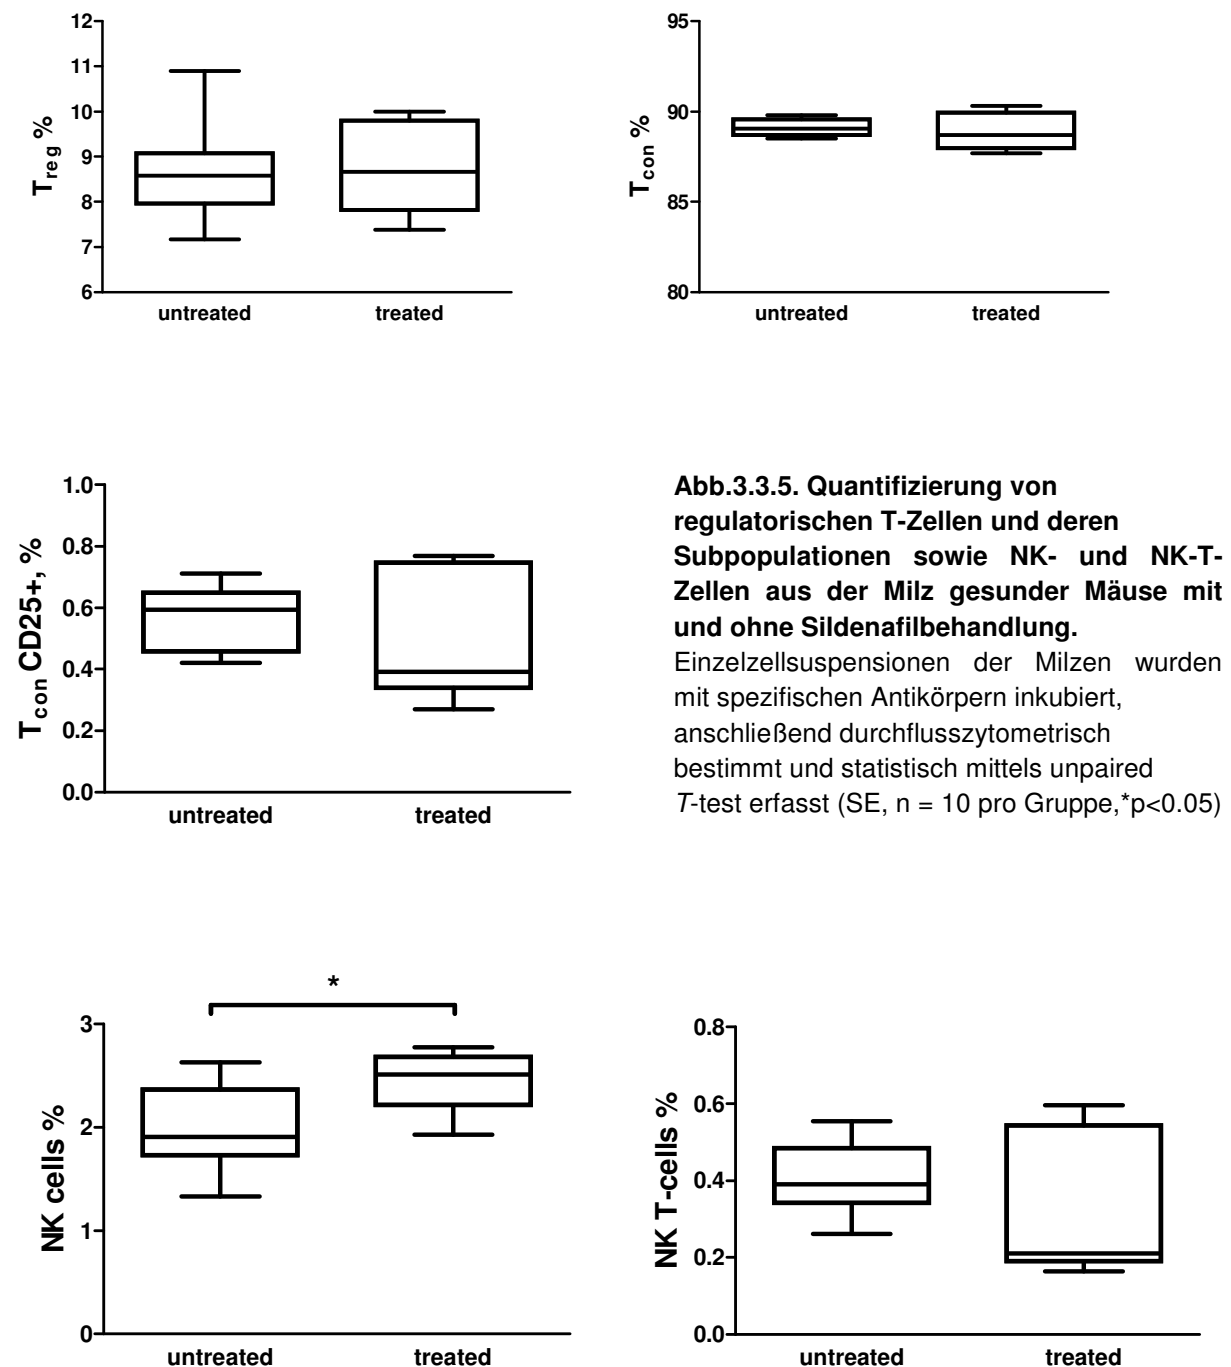 12
11
10
9
8
7
6
Treg %
untreated treated
95
90
85
80
Tcon %
untreated treated
1.0
0.8
0.6
0.4
0.2
0.0
Tcon CD25+, %
untreated treated
Abb.3.3.5. Quantifizierung von
regulatorischen T-Zellen und deren
Subpopulationen sowie NK- und NK-T-
Zellen aus der Milz gesunder Mäuse mit
und ohne Sildenafilbehandlung.
Einzelzellsuspensionen der Milzen wurden
mit spezifischen Antikörpern inkubiert,
anschließend durchflusszytometrisch
bestimmt und statistisch mittels unpaired
T-test erfasst (SE, n = 10 pro Gruppe,*p<0.05)
*
3
2
1
0
NK cells %
untreated treated
0.8
0.6
0.4
0.2
0.0
NK T-cells %
untreated treated